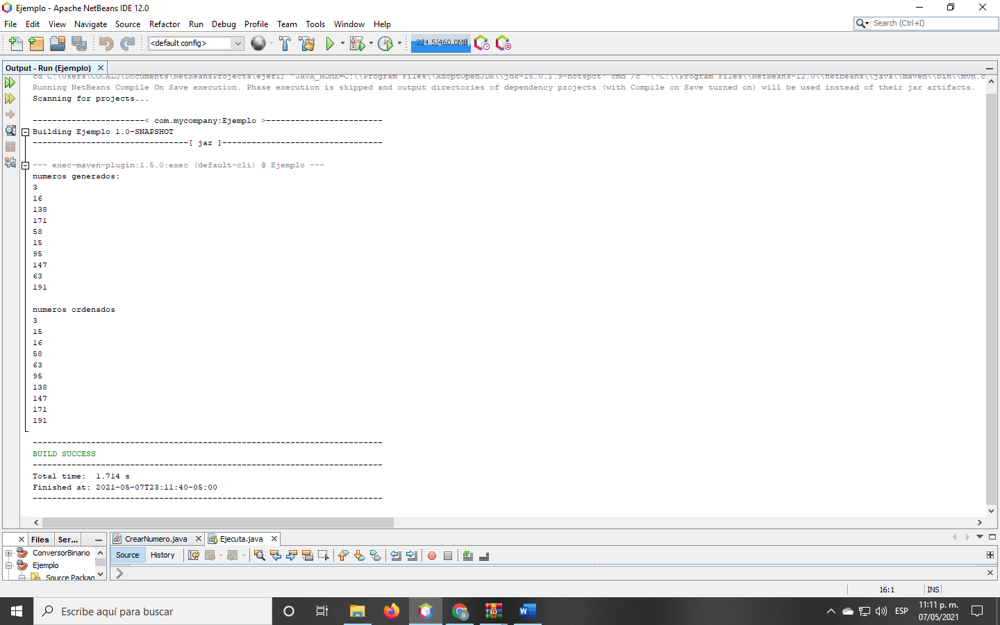 Ejemplo - Apache NetBeans IDE 12.0
File Edit View Navigate Source Refactor Run Debug Profile Team Tools Window Help
Search (Ctrl+I)
<default config>
224.5/460.0MB
Output - Run (Ejemplo)
cd C:\Users\COCALJ\Documents\NetBeansProjects\ejer1; "JAVA_HOME=C:\\Program Files\\AdoptOpenJDK\\jdk-15.0.1.9-hotspot" cmd /c "\"C:\\Program Files\\NetBeans-12.0\\netbeans\\java\\maven\\bin\\mvn.c
Running NetBeans Compile On Save execution. Phase execution is skipped and output directories of dependency projects (with Compile on Save turned on) will be used instead of their jar artifacts.
Scanning for projects...
-----------------------< com.mycompany:Ejemplo >------------------------
Building Ejemplo 1.0-SNAPSHOT
--------------------------------[ jar ]---------------------------------
--- exec-maven-plugin:1.5.0:exec (default-cli) @ Ejemplo ---
numeros generados:
3
16
138
171
58
15
95
147
63
191
numeros ordenados
3
15
16
58
63
95
138
147
171
191
------------------------------------------------------------------------
BUILD SUCCESS
------------------------------------------------------------------------
Total time:  1.714 s
Finished at: 2021-05-07T23:11:40-05:00
------------------------------------------------------------------------
Files Ser... CrearNumero.java Ejecuta.java
ConversorBinario
Source History
Ejemplo
Source Packag
16:1 INS
Escribe aquí para buscar
ESP
11:11 p. m.
07/05/2021